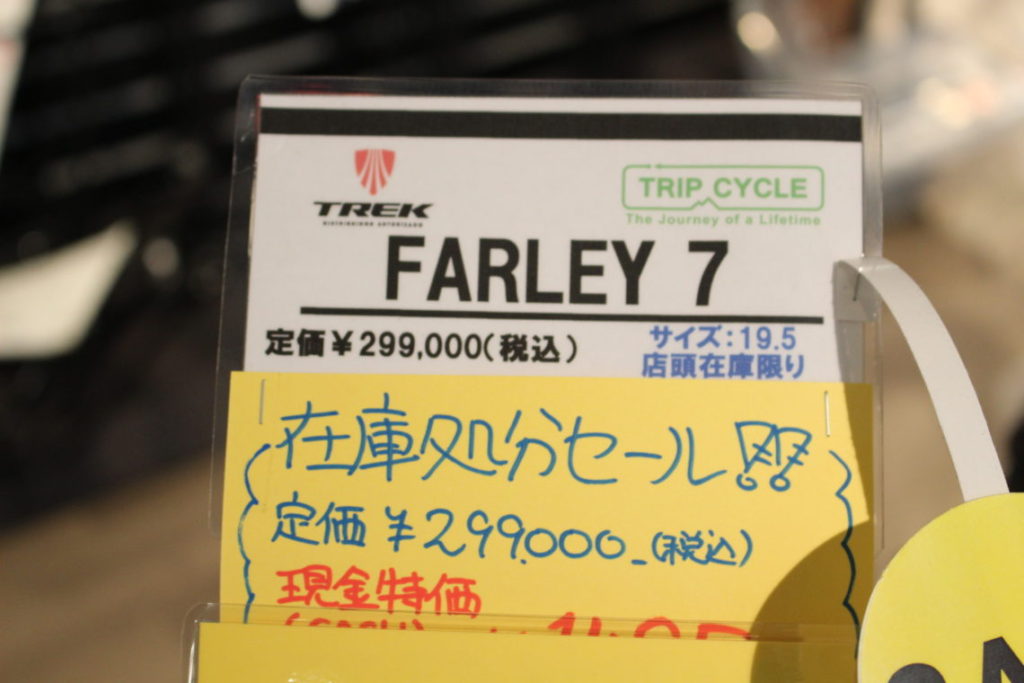 TREK
TRIP CYCLE
The Journey of a Lifetime
FARLEY 7
定価¥299,000(税込)
サイズ:19.5
店頭在庫限り
在庫処分セール!!
定価 ¥299,000_(税込)
現金特価
(CASH)